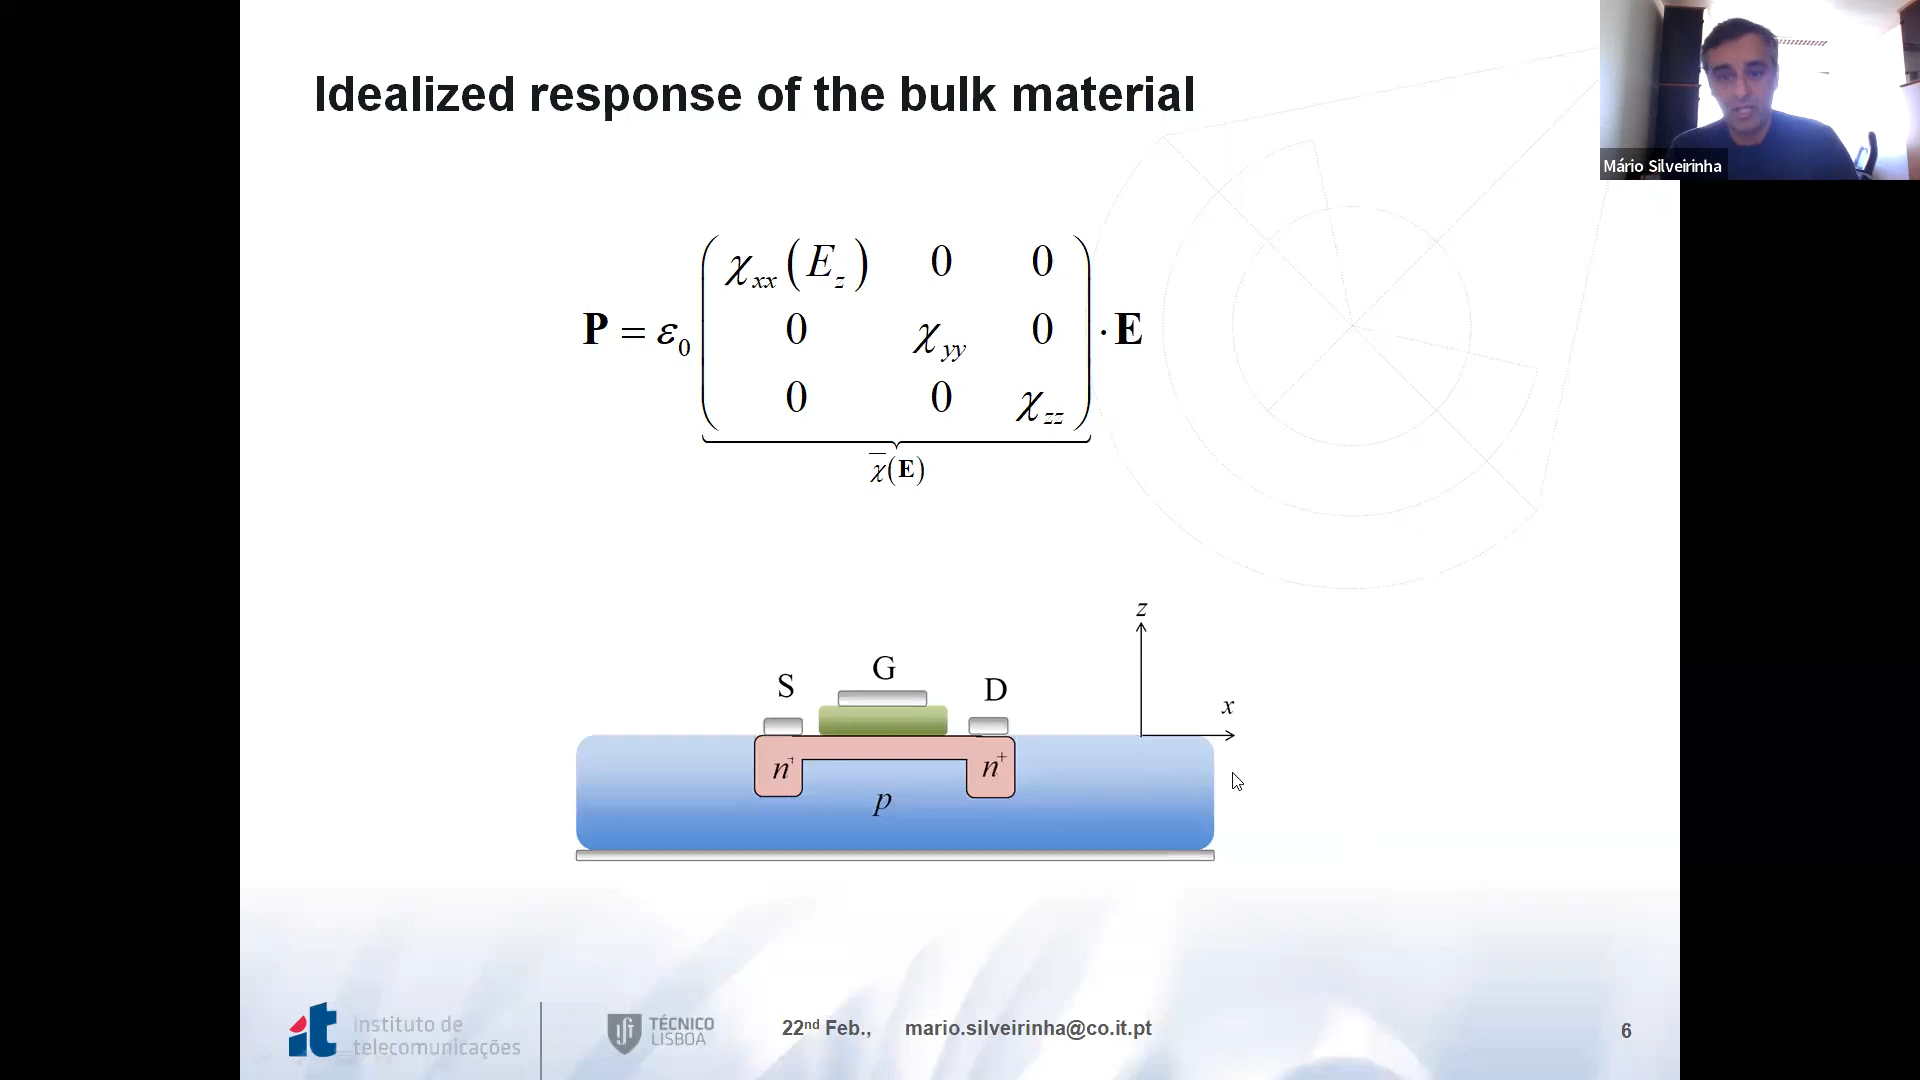 Idealized response of the bulk material
Mário Silveirinha
P = ε₀ ( χxx(Ez) 0 0
0 χyy 0
0 0 χzz ) · E
χ̄(E)
z
x
S G D
n⁺ n⁺
p
it instituto de telecomunicações
TÉCNICO LISBOA
22nd Feb., mario.silveirinha@co.it.pt
6